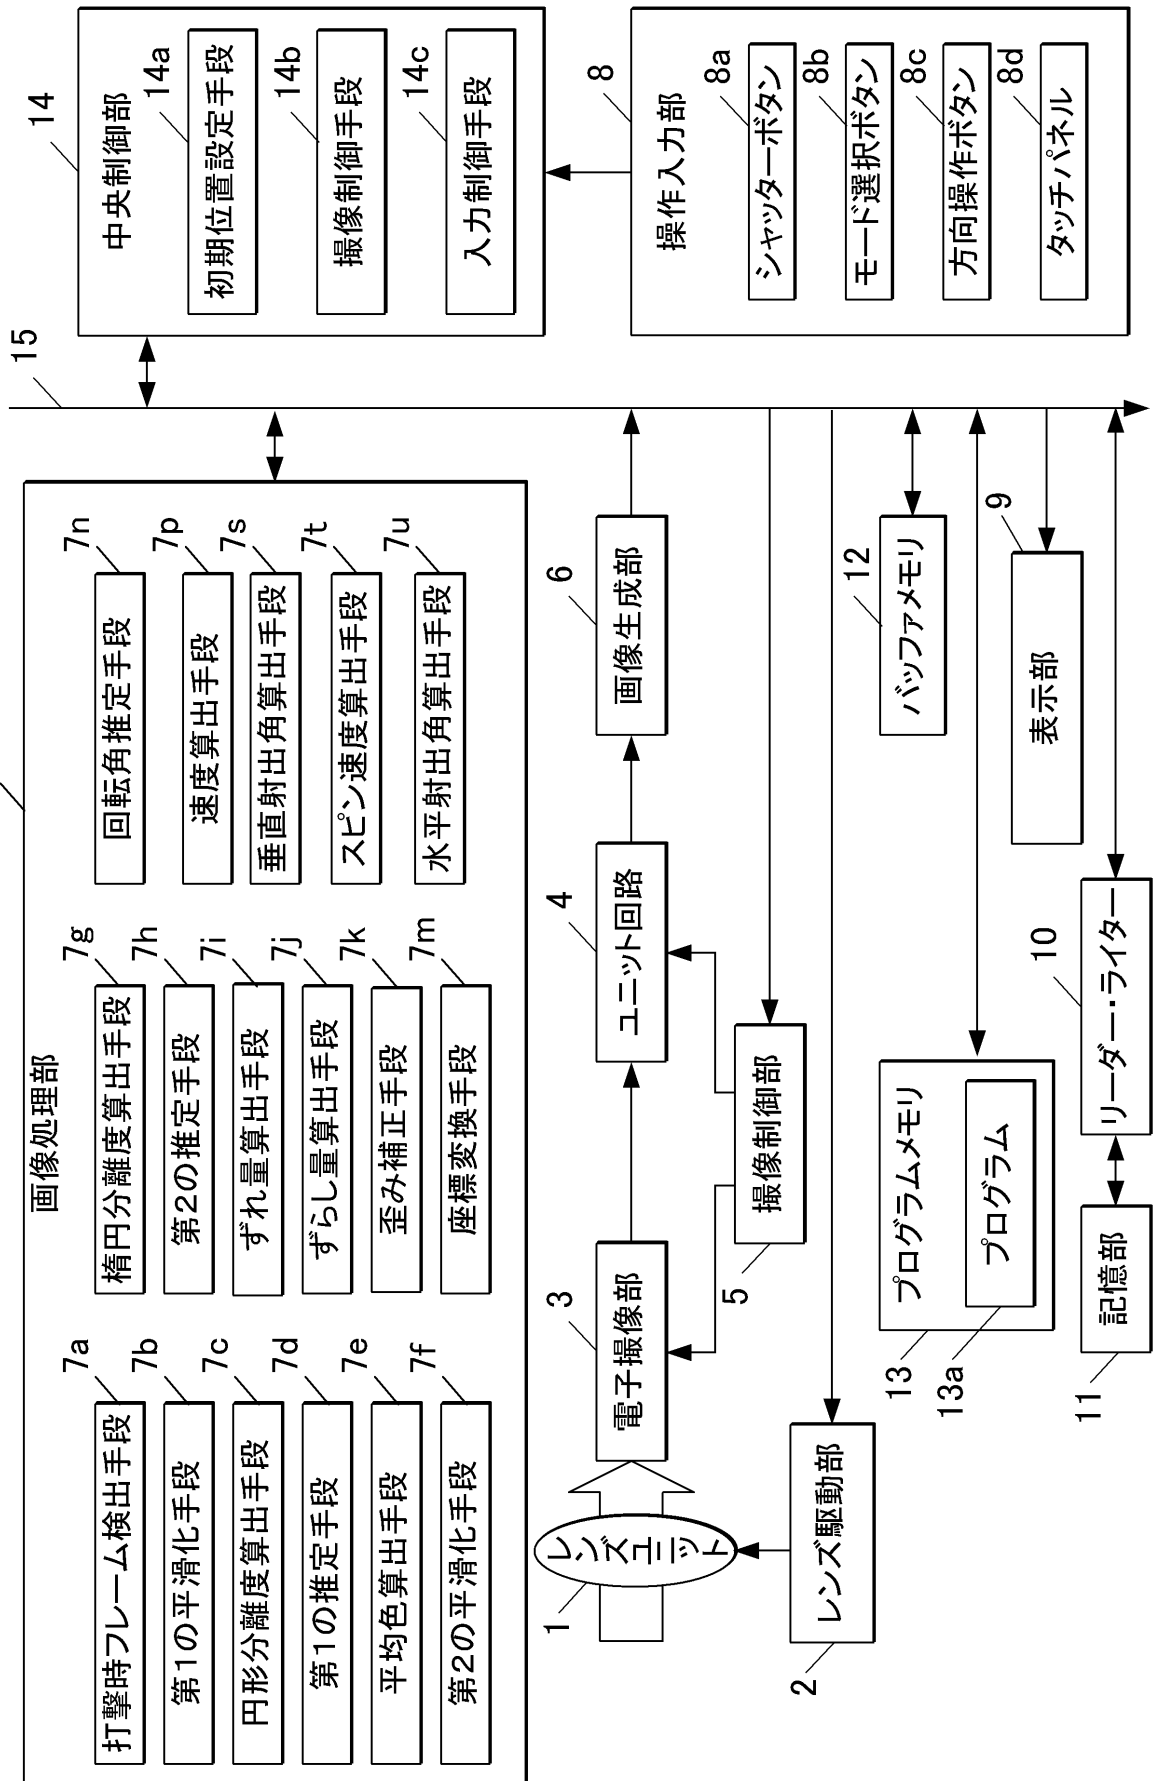 画像処理部
7a
打撃時フレーム検出手段
7b
第1の平滑化手段
7c
円形分離度算出手段
7d
第1の推定手段
7e
平均色算出手段
7f
第2の平滑化手段
7g
楕円分離度算出手段
7h
第2の推定手段
7i
ずれ量算出手段
7j
ずらし量算出手段
7k
歪み補正手段
7m
座標変換手段
7n
回転角推定手段
7p
速度算出手段
7s
垂直射出角算出手段
7t
スピン速度算出手段
7u
水平射出角算出手段
15
14
中央制御部
14a
初期位置設定手段
14b
撮像制御手段
14c
入力制御手段
1
レンズユニット
3
電子撮像部
4
ユニット回路
6
画像生成部
8
操作入力部
8a
シャッターボタン
8b
モード選択ボタン
8c
方向操作ボタン
8d
タッチパネル
5
撮像制御部
2
レンズ駆動部
12
バッファメモリ
13
プログラムメモリ
13a
プログラム
9
表示部
10
リーダー・ライター
11
記憶部